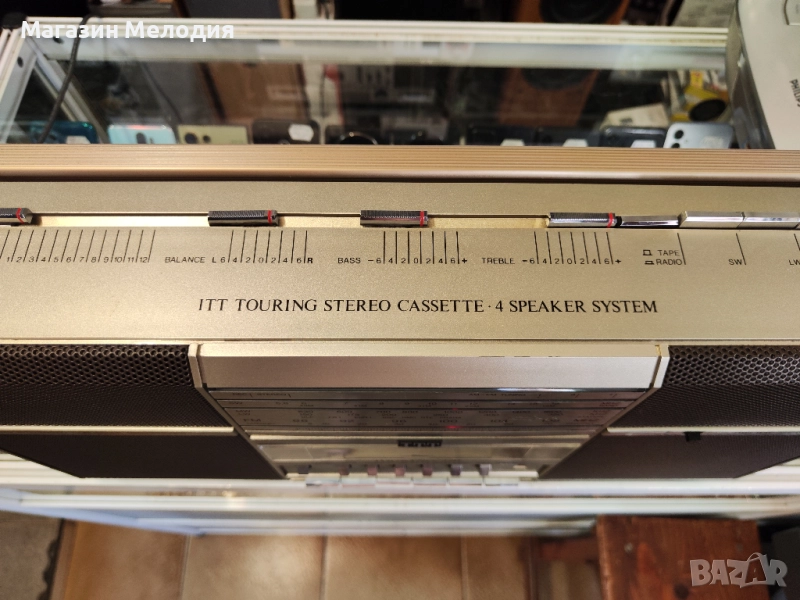 Магазин Мелодия
1 2 3 4 5 6 7 8 9 10 11 12 BALANCE L 6 4 2 0 2 4 6 R BASS - 6 4 2 0 2 4 6 + TREBLE - 6 4 2 0 2 4 6 + TAPE
RADIO SW LW
ITT TOURING STEREO CASSETTE · 4 SPEAKER SYSTEM
BAZAR